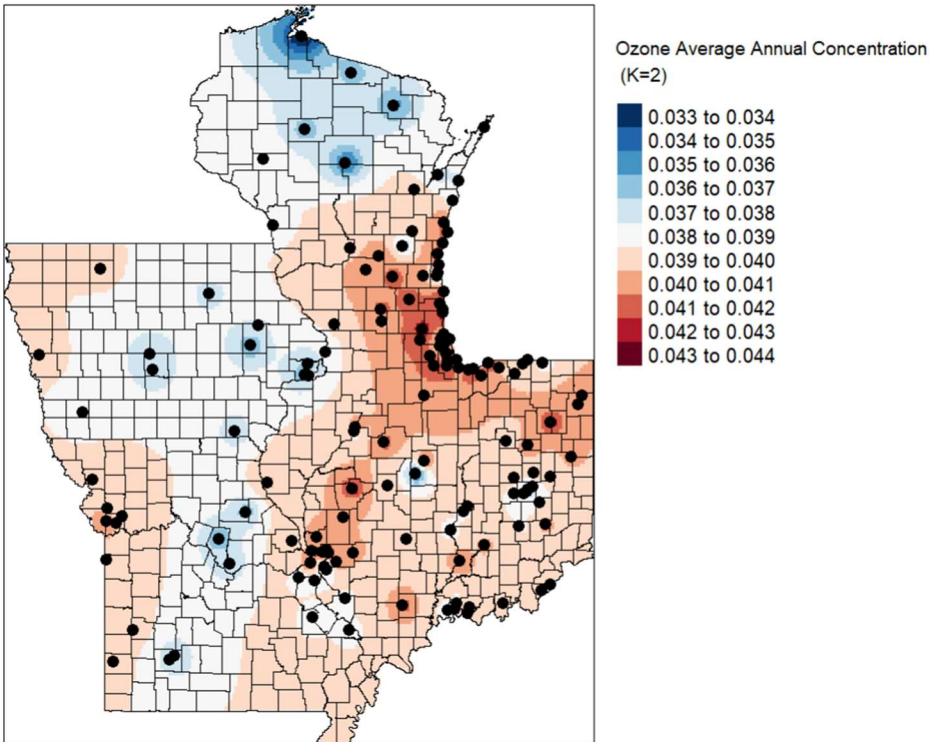 Ozone Average Annual Concentration
(K=2)
0.033 to 0.034
0.034 to 0.035
0.035 to 0.036
0.036 to 0.037
0.037 to 0.038
0.038 to 0.039
0.039 to 0.040
0.040 to 0.041
0.041 to 0.042
0.042 to 0.043
0.043 to 0.044